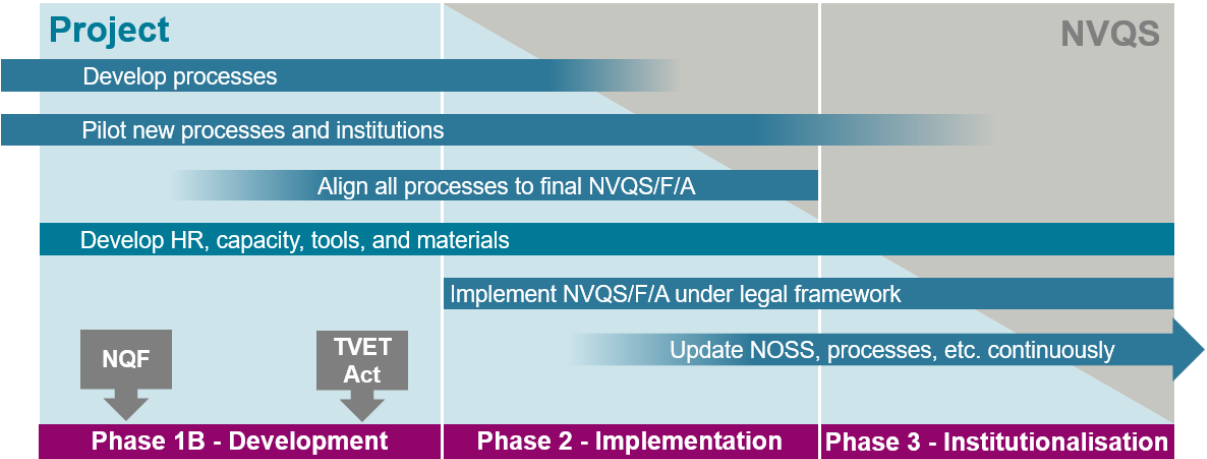 Project
NVQS
Develop processes
Pilot new processes and institutions
Align all processes to final NVQS/F/A
Develop HR, capacity, tools, and materials
Implement NVQS/F/A under legal framework
Update NOSS, processes, etc. continuously
NQF
TVET
Act
Phase 1B - Development
Phase 2 - Implementation
Phase 3 - Institutionalisation